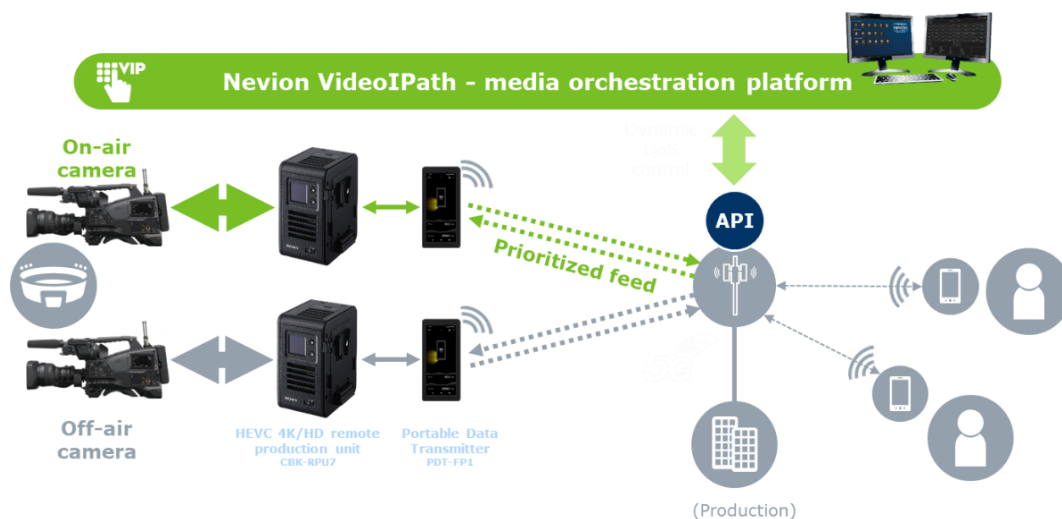 VIP
Nevion VideoIPath - media orchestration platform
On-air
camera
Dynamic
QoS
control
API
Prioritized feed
5G
Off-air
camera
HEVC 4K/HD remote
production unit
CBK-RPU7
Portable Data
Transmitter
PDT-FP1
(Production)